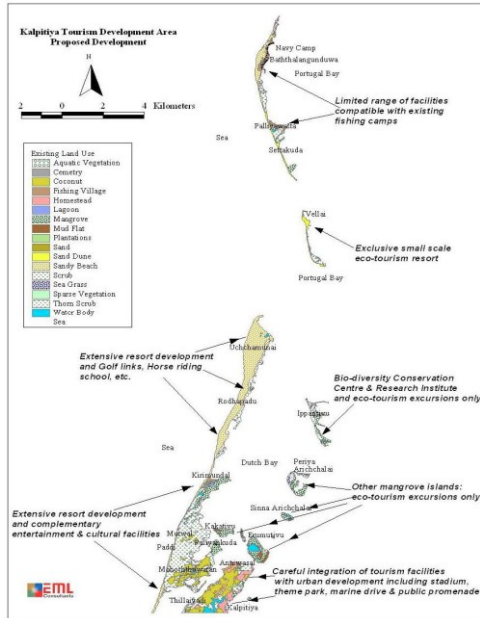 Kalpitiya Tourism Development Area
Proposed Development
N
2 0 2 4 Kilometers
Existing Land Use
Aquatic Vegetation
Cemetry
Coconut
Fishing Village
Homestead
Lagoon
Mangrove
Mud Flat
Plantations
Sand
Sand Dune
Sandy Beach
Scrub
Sea Grass
Sparse Vegetation
Thorn Scrub
Water Body
Sea
Navy Camp
Baththalangunduwa
Portugal Bay
Limited range of facilities
compatible with existing
fishing camps
Sea
Vellai
Exclusive small scale
eco-tourism resort
Portugal Bay
Uchchamunai
Extensive resort development
and Golf links, Horse riding
school, etc.
Bio-diversity Conservation
Centre & Research Institute
and eco-tourism excursions only
Sea
Dutch Bay
Periya
Arichchalai
Other mangrove islands:
eco-tourism excursions only
Sinna Arichchalai
Extensive resort development
and complementary
entertainment & cultural facilities
Kakativu
Erumutivu
Careful integration of tourism facilities
with urban development including stadium,
theme park, marine drive & public promenade
Kalpitiya
EML
Consultants